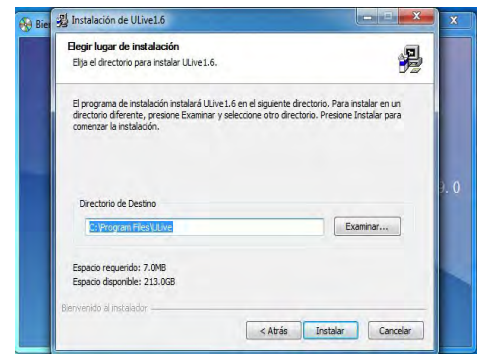 Bie
Instalación de ULive1.6
Elegir lugar de instalación
Elija el directorio para instalar ULive1.6.
El programa de instalación instalará ULive1.6 en el siguiente directorio. Para instalar en un
directorio diferente, presione Examinar y seleccione otro directorio. Presione Instalar para
comenzar la instalación.
9.0
Directorio de Destino
C:\Program Files\ULive
Examinar...
Espacio requerido: 7.0MB
Espacio disponible: 213.0GB
Bienvenido al instalador
< Atrás
Instalar
Cancelar